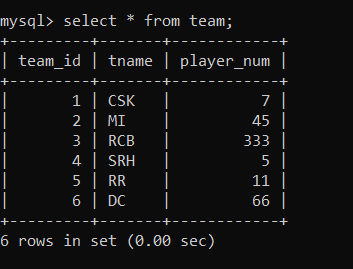 mysql> select * from team;
+---------+-------+------------+
| team_id | tname | player_num |
+---------+-------+------------+
|       1 | CSK   |          7 |
|       2 | MI    |         45 |
|       3 | RCB   |        333 |
|       4 | SRH   |          5 |
|       5 | RR    |         11 |
|       6 | DC    |         66 |
+---------+-------+------------+
6 rows in set (0.00 sec)